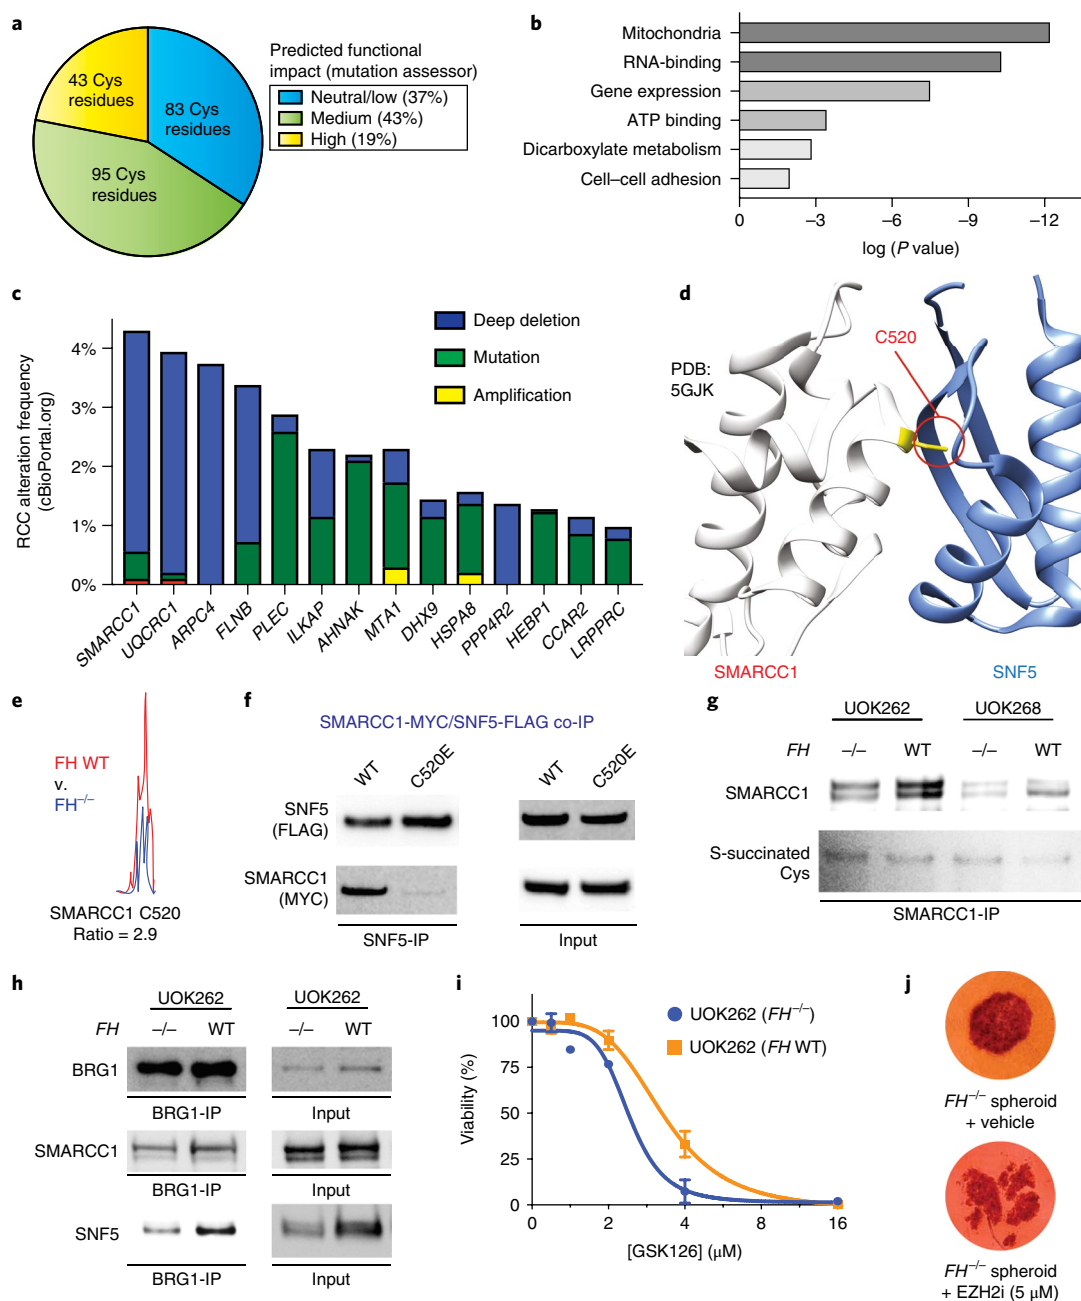 a
43 Cys
residues
83 Cys
residues
95 Cys
residues
Predicted functional
impact (mutation assessor)
Neutral/low (37%)
Medium (43%)
High (19%)
b
Mitochondria
RNA-binding
Gene expression
ATP binding
Dicarboxylate metabolism
Cell–cell adhesion
0 –3 –6 –9 –12
log (P value)
c
RCC alteration frequency
(cBioPortal.org)
4%
3%
2%
1%
0%
Deep deletion
Mutation
Amplification
SMARCC1
UQCRC1
ARPC4
FLNB
PLEC
ILKAP
AHNAK
MTA1
DHX9
HSPA8
PPP4R2
HEBP1
CCAR2
LRPPRC
d
PDB:
5GJK
C520
SMARCC1
SNF5
e
FH WT
v.
FH–/–
SMARCC1 C520
Ratio = 2.9
f
SMARCC1-MYC/SNF5-FLAG co-IP
WT C520E WT C520E
SNF5
(FLAG)
SMARCC1
(MYC)
SNF5-IP
Input
g
UOK262 UOK268
FH –/– WT –/– WT
SMARCC1
S-succinated
Cys
SMARCC1-IP
h
UOK262 UOK262
FH –/– WT –/– WT
BRG1
BRG1-IP Input
SMARCC1
BRG1-IP Input
SNF5
BRG1-IP Input
i
Viability (%)
100
75
50
25
0
0 2 4 8 16
[GSK126] (μM)
UOK262 (FH–/–)
UOK262 (FH WT)
j
FH–/– spheroid
+ vehicle
FH–/– spheroid
+ EZH2i (5 μM)